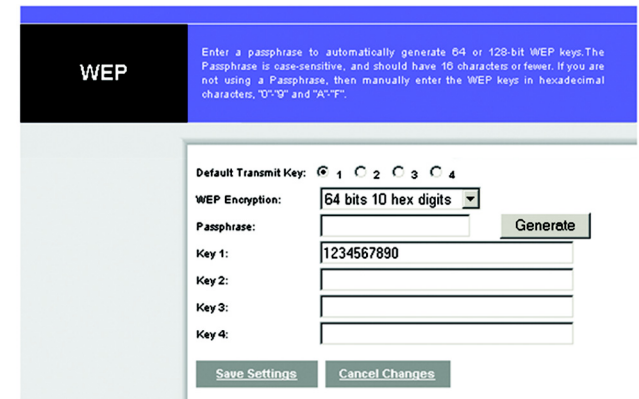 WEP
Enter a passphrase to automatically generate 64 or 128-bit WEP keys.The
Passphrase is case-sensitive, and should have 16 characters or fewer. If you are
not using a Passphrase, then manually enter the WEP keys in hexadecimal
characters, "0"-"9" and "A"-"F".
Default Transmit Key: 1 2 3 4
WEP Encryption: 64 bits 10 hex digits
Passphrase: Generate
Key 1: 1234567890
Key 2:
Key 3:
Key 4:
Save Settings Cancel Changes